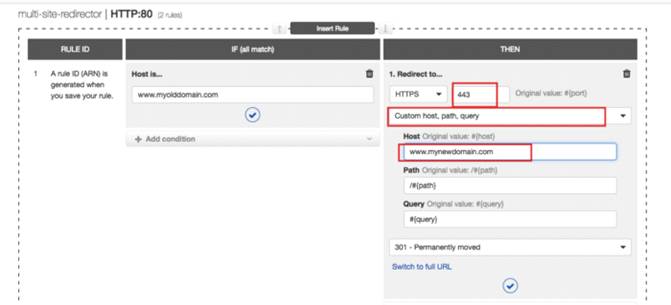 multi-site-redirector | HTTP:80 (2 rules)
Insert Rule
RULE ID
IF (all match)
THEN
1 A rule ID (ARN) is
generated when
you save your rule.
Host is...
www.myolddomain.com
+ Add condition
1. Redirect to...
HTTPS 443 Original value: #{port}
Custom host, path, query
Host Original value: #{host}
www.mynewdomain.com
Path Original value: /#{path}
/#{path}
Query Original value: #{query}
#{query}
301 - Permanently moved
Switch to full URL